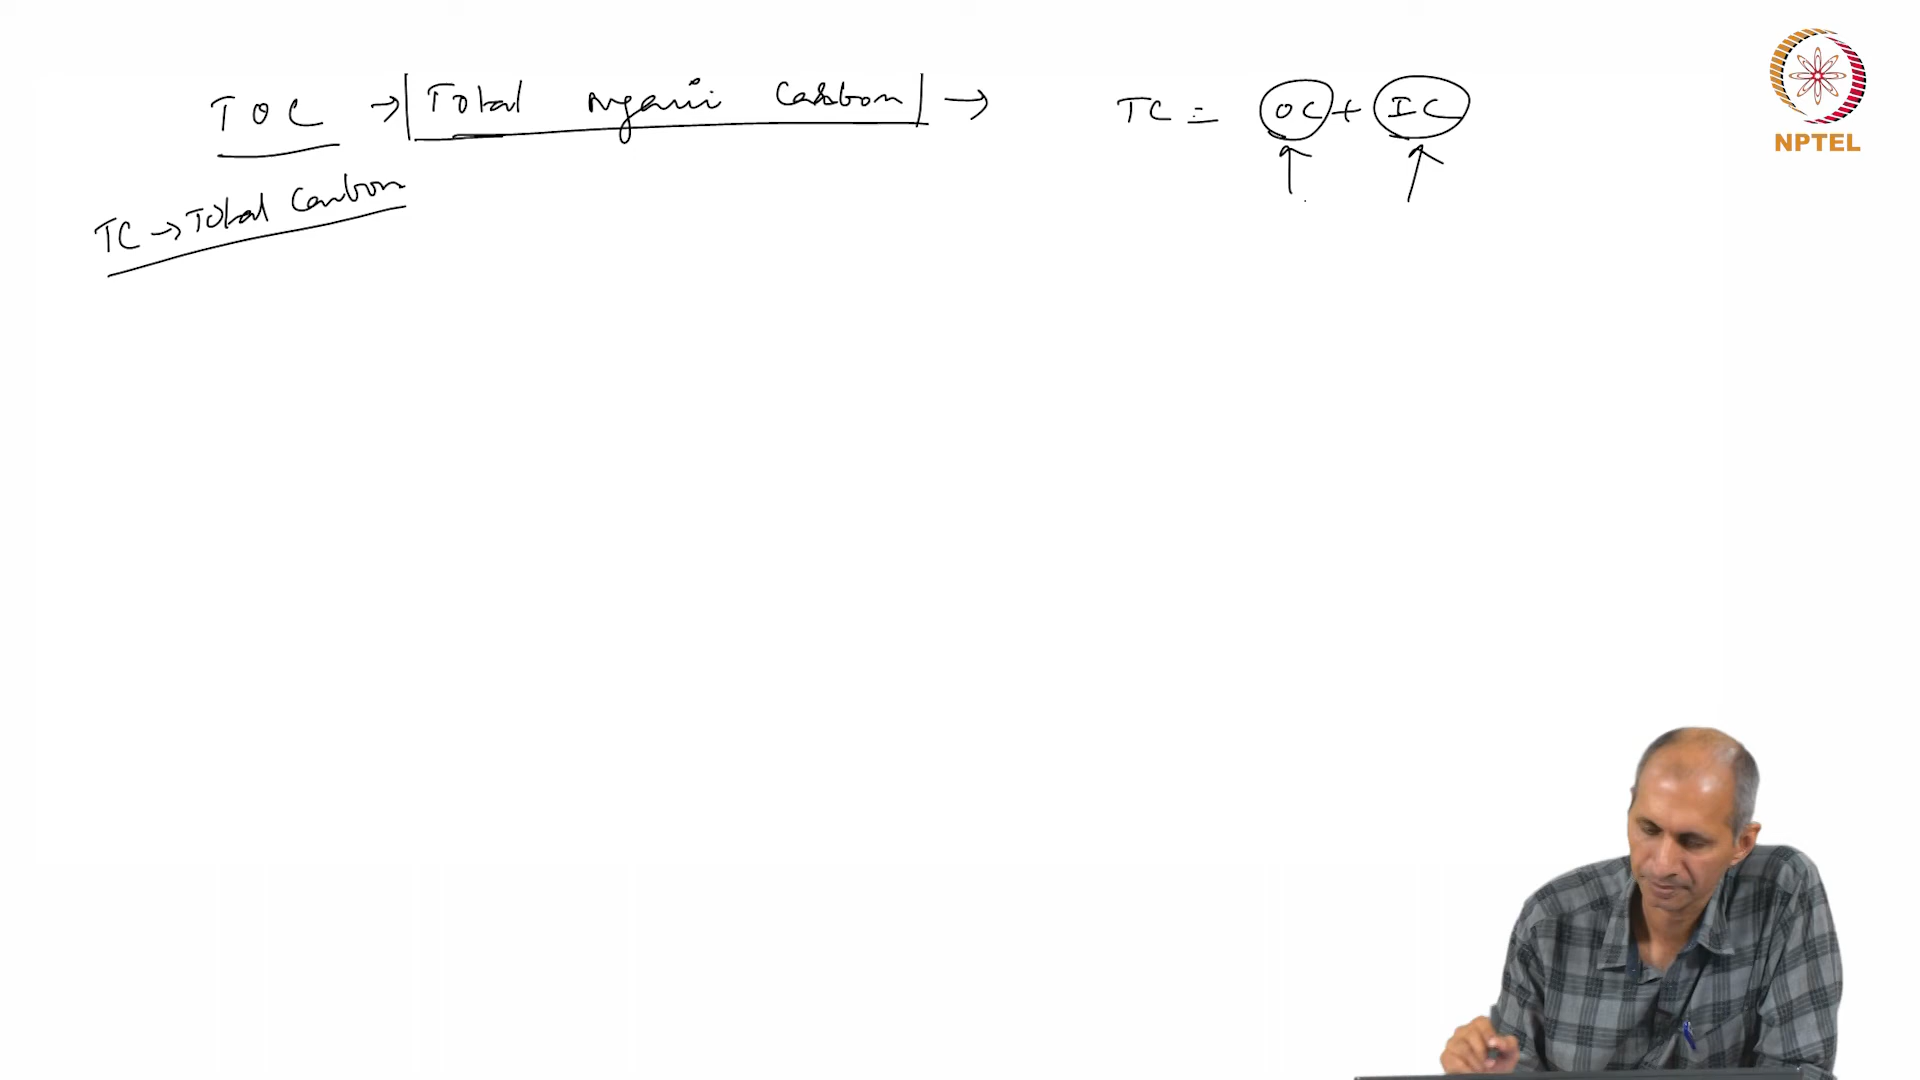 TOC → Total organic Carbon → TC = OC + IC
TC → Total Carbon
NPTEL